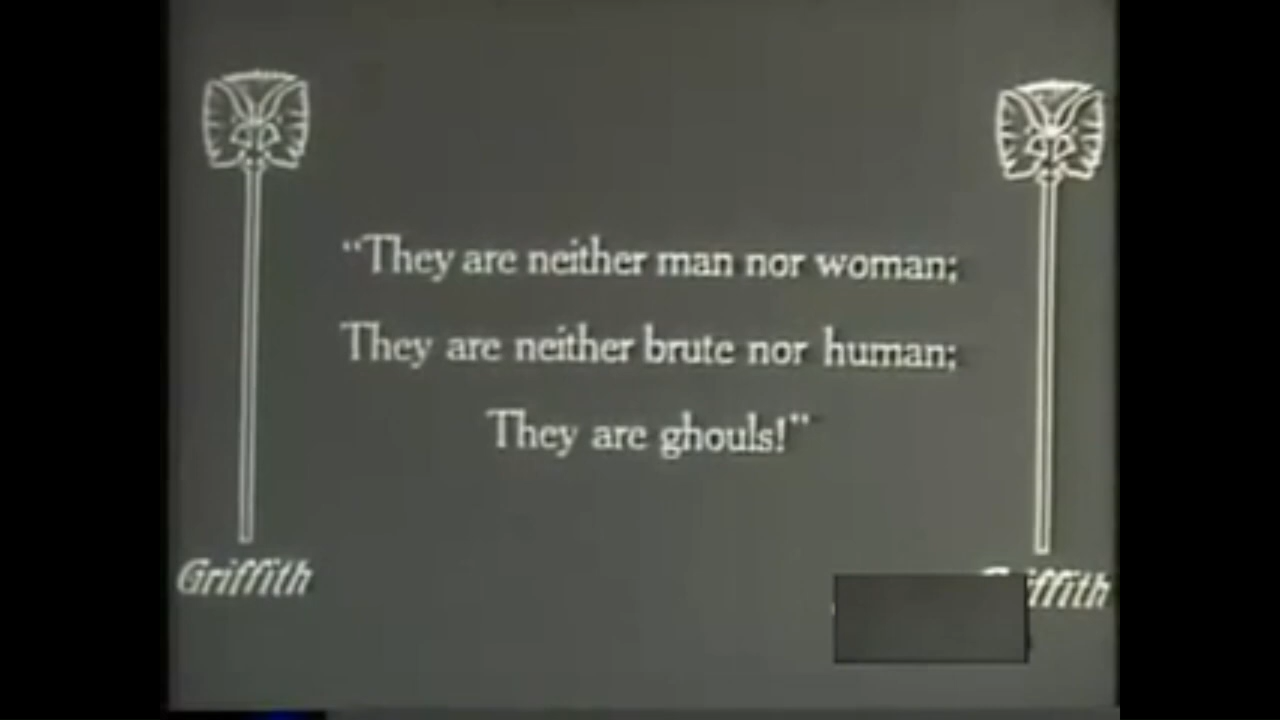 “They are neither man nor woman;
They are neither brute nor human;
They are ghouls!”
Griffith